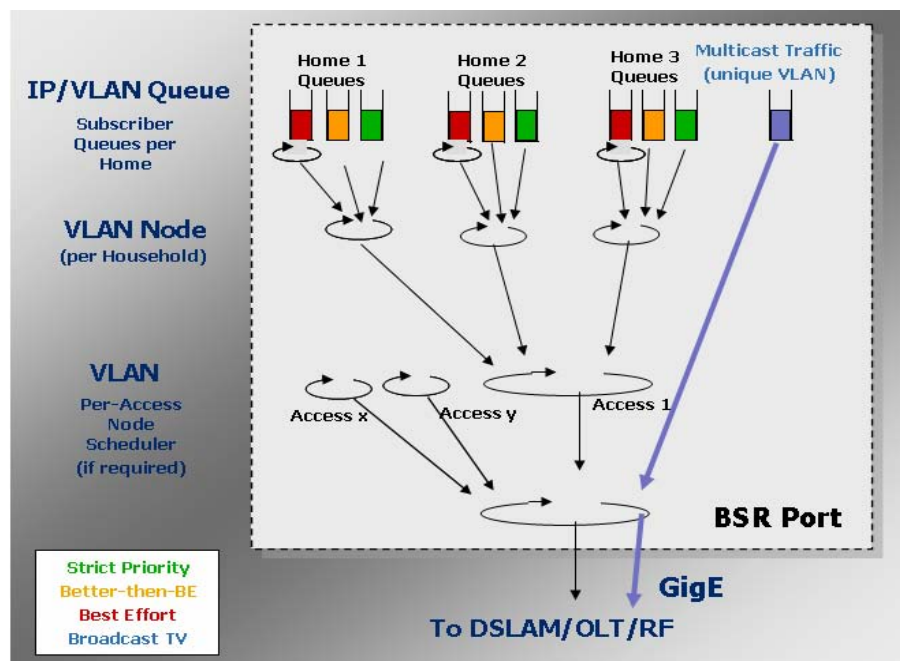 IP/VLAN Queue
Subscriber
Queues per
Home
Home 1
Queues
Home 2
Queues
Home 3
Queues
Multicast Traffic
(unique VLAN)
VLAN Node
(per Household)
VLAN
Per-Access
Node
Scheduler
(if required)
Access x
Access y
Access 1
BSR Port
GigE
To DSLAM/OLT/RF
Strict Priority
Better-then-BE
Best Effort
Broadcast TV